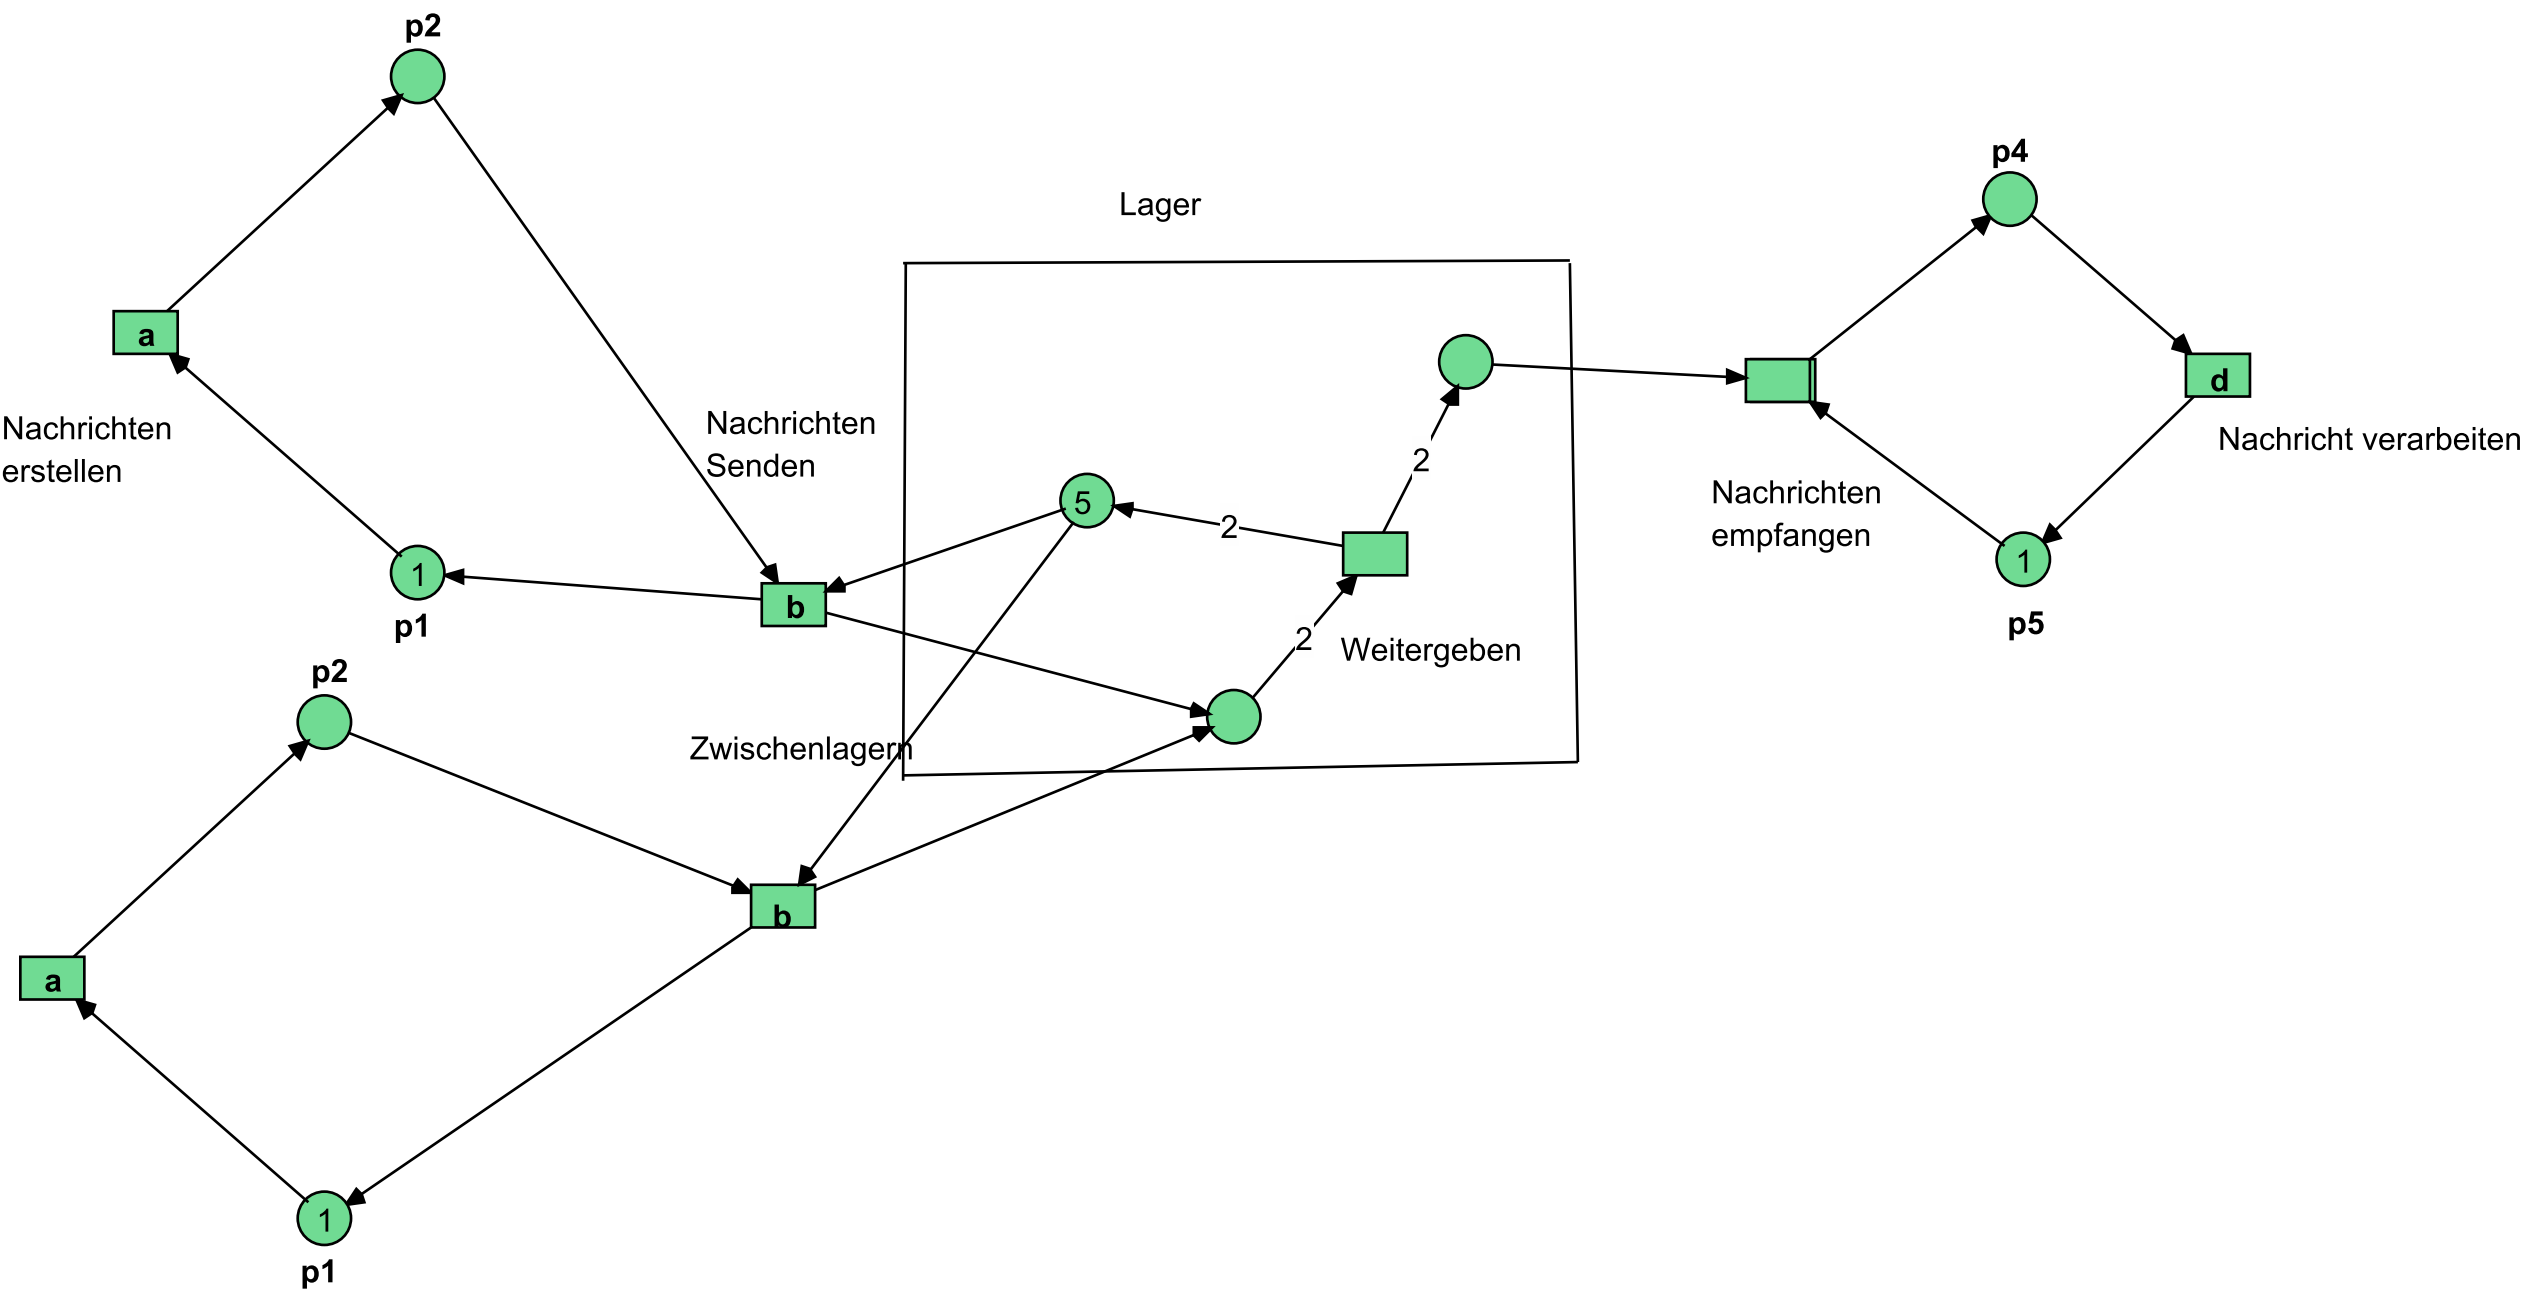 p2
p4
Lager
a
d
Nachrichten
erstellen
Nachrichten
Senden
2
Nachricht verarbeiten
5
2
Nachrichten
empfangen
1
p1
b
1
p5
2
Weitergeben
p2
Zwischenlagern
b
a
1
p1